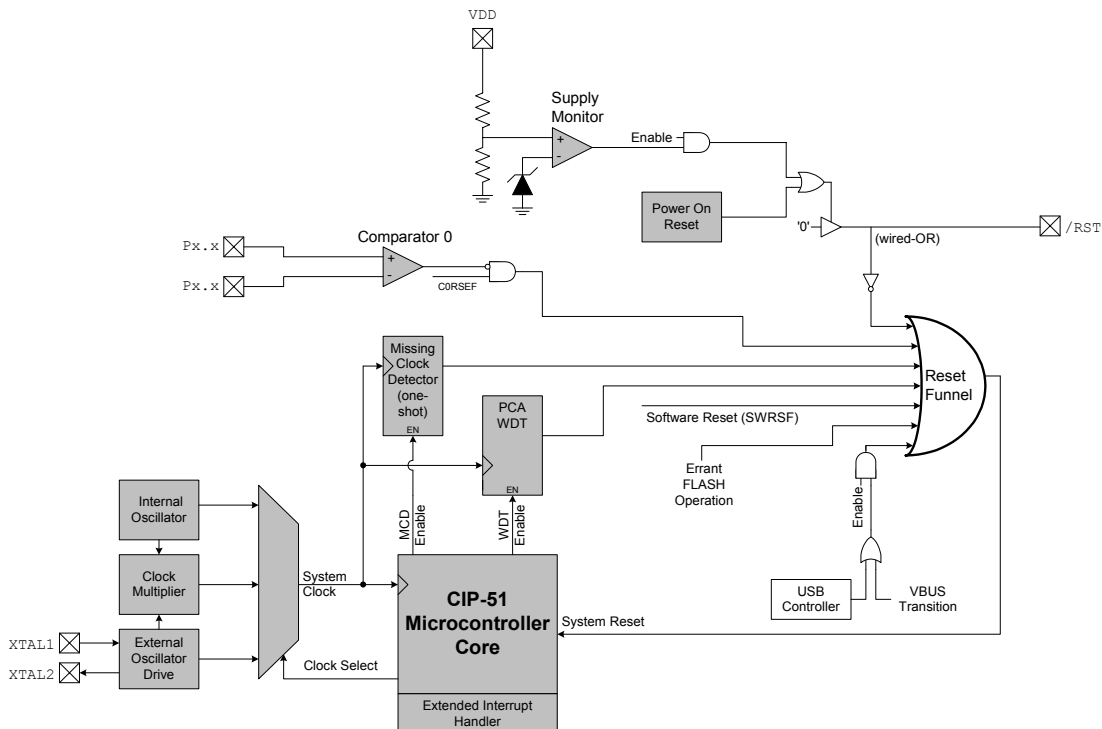 VDD
Supply
Monitor
+
-
Enable
Power On
Reset
'0'
(wired-OR)
/RST
Px.x
Px.x
Comparator 0
+
-
C0RSEF
Missing
Clock
Detector
(one-
shot)
EN
PCA
WDT
EN
Software Reset (SWRSF)
Errant
FLASH
Operation
Reset
Funnel
Enable
USB
Controller
VBUS
Transition
Internal
Oscillator
Clock
Multiplier
External
Oscillator
Drive
XTAL1
XTAL2
System
Clock
Clock Select
MCD
Enable
WDT
Enable
CIP-51
Microcontroller
Core
System Reset
Extended Interrupt
Handler